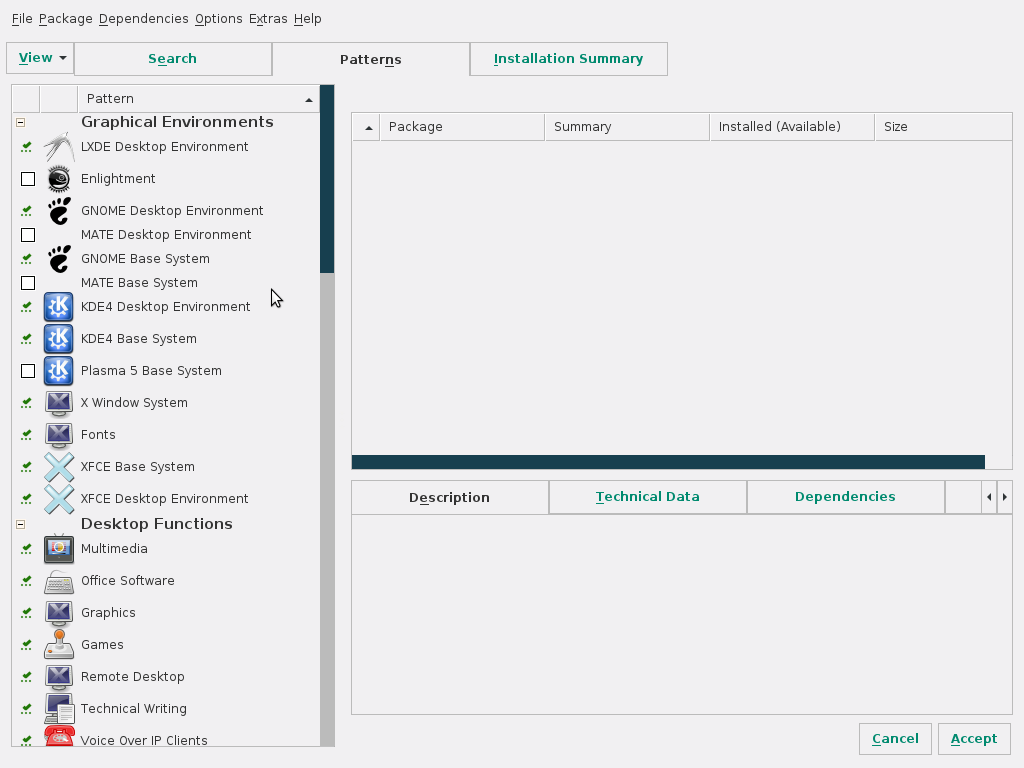 File Package Dependencies Options Extras Help
View Search Patterns Installation Summary
Pattern
Graphical Environments
LXDE Desktop Environment
Enlightment
GNOME Desktop Environment
MATE Desktop Environment
GNOME Base System
MATE Base System
KDE4 Desktop Environment
KDE4 Base System
Plasma 5 Base System
X Window System
Fonts
XFCE Base System
XFCE Desktop Environment
Desktop Functions
Multimedia
Office Software
Graphics
Games
Remote Desktop
Technical Writing
Voice Over IP Clients
Package Summary Installed (Available) Size
Description Technical Data Dependencies
Cancel Accept